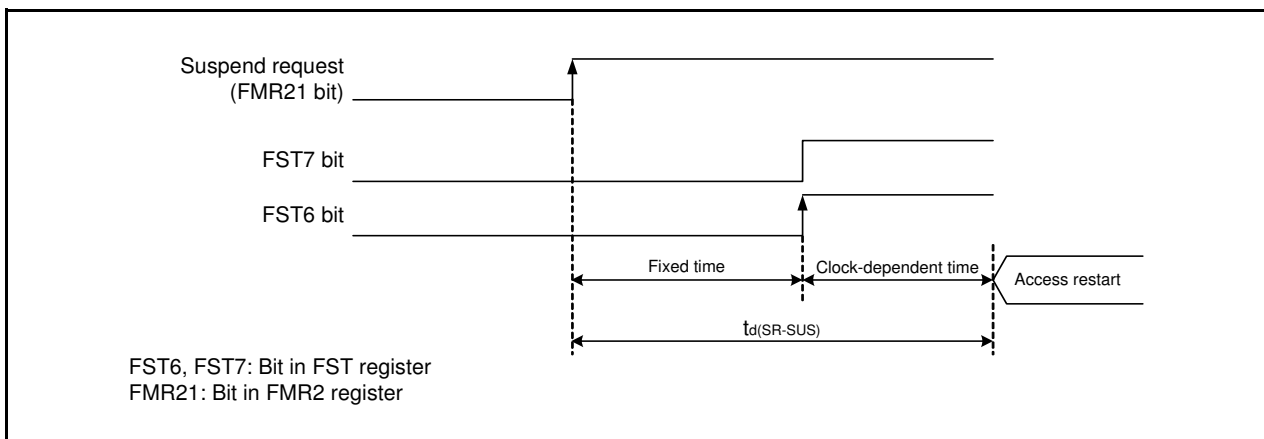 Suspend request
(FMR21 bit)
FST7 bit
FST6 bit
Fixed time
Clock-dependent time
Access restart
td(SR-SUS)
FST6, FST7: Bit in FST register
FMR21: Bit in FMR2 register